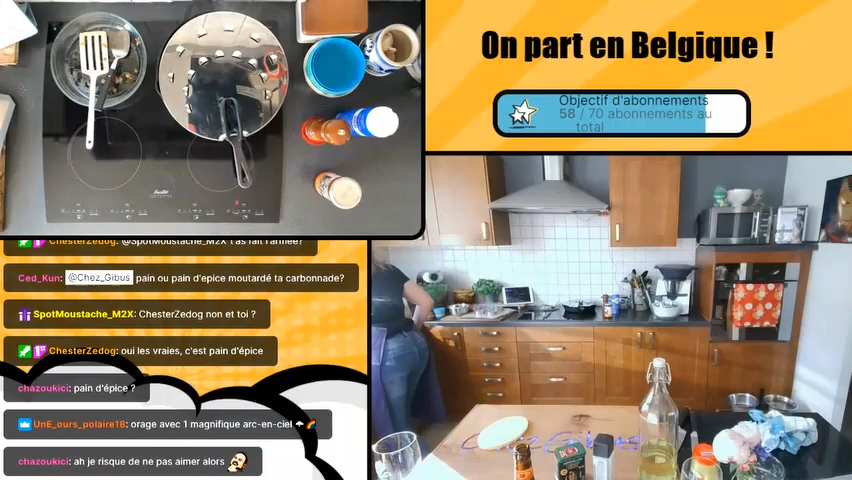 On part en Belgique !
Objectif d'abonnements
58 / 70 abonnements au
total
ChesterZedog: @SpotMoustache_M2X t'as fait l'armée?
Ced_Kun: @Chez_Gibus pain ou pain d'epice moutardé ta carbonnade?
SpotMoustache_M2X: ChesterZedog non et toi ?
ChesterZedog: oui les vraies, c'est pain d'épice
chazoukici: pain d'épice ?
UnE_ours_polaire18: orage avec 1 magnifique arc-en-ciel
chazoukici: ah je risque de ne pas aimer alors
Chez Gibus